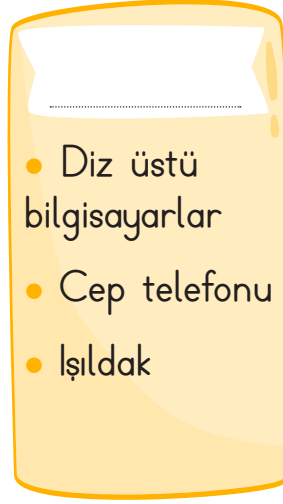 • Diz üstü
bilgisayarlar
• Cep telefonu
• Işıldak